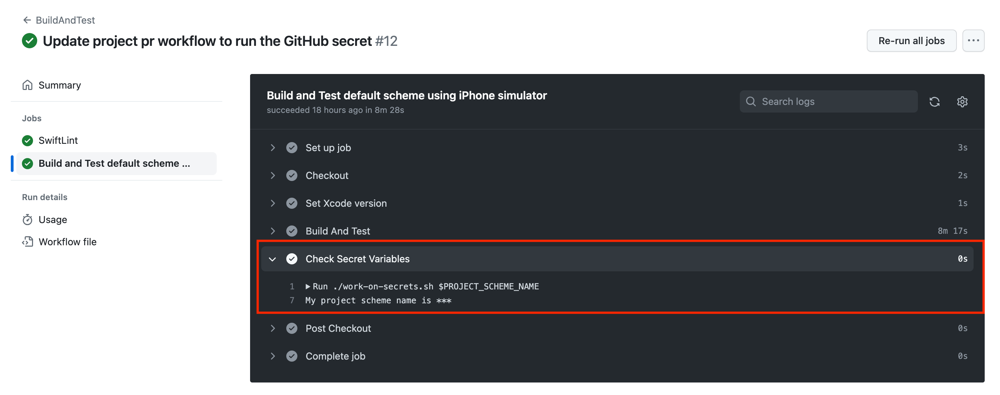 BuildAndTest
Update project pr workflow to run the GitHub secret #12
Re-run all jobs
Summary
Jobs
SwiftLint
Build and Test default scheme ...
Run details
Usage
Workflow file
Build and Test default scheme using iPhone simulator
succeeded 18 hours ago in 8m 28s
Search logs
Set up job 3s
Checkout 2s
Set Xcode version 1s
Build And Test 8m 17s
Check Secret Variables 0s
1 Run ./work-on-secrets.sh $PROJECT_SCHEME_NAME
7 My project scheme name is ***
Post Checkout 0s
Complete job 0s